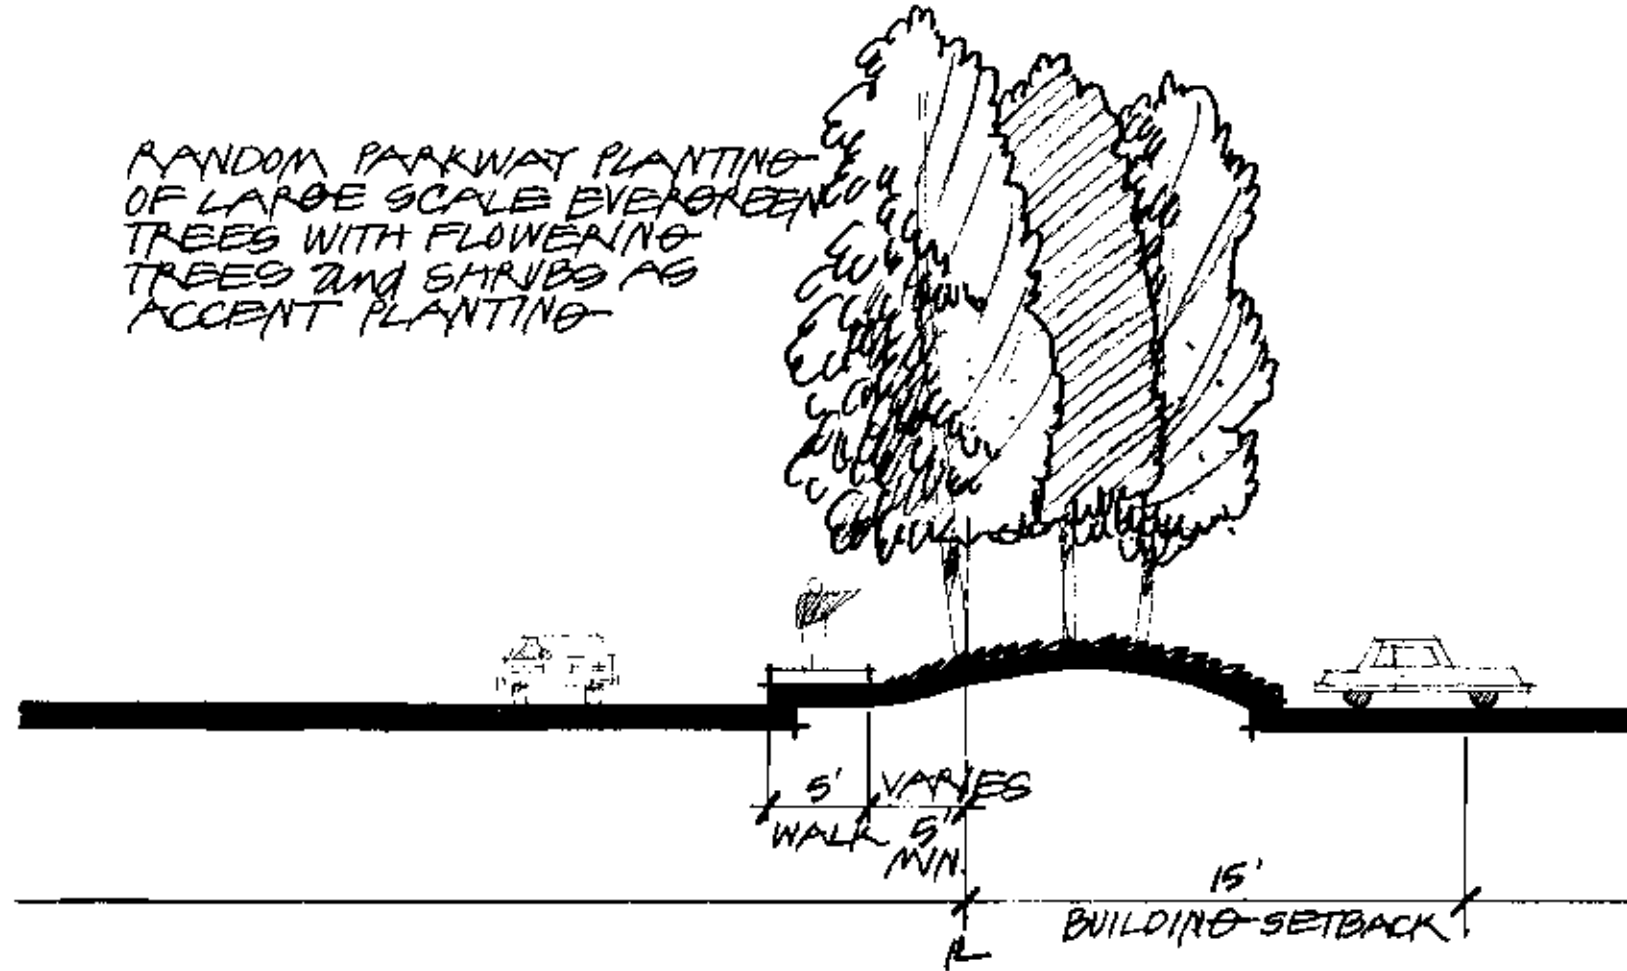 RANDOM PARKWAY PLANTING
OF LARGE SCALE EVERGREEN
TREES WITH FLOWERING
TREES and SHRUBS AS
ACCENT PLANTING
5' VARIES
WALK 5'
MIN.
15'
BUILDING SETBACK
PL